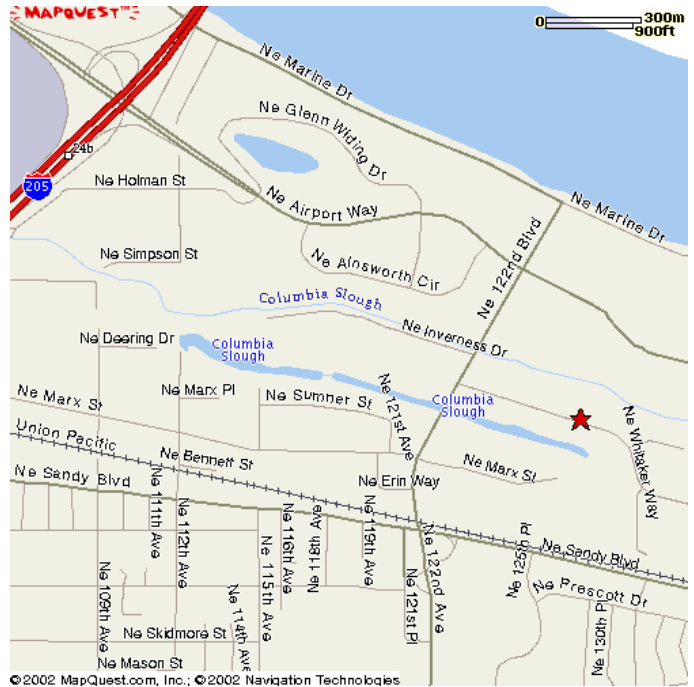 MAPQUEST™
0 300m
900ft
Ne Marine Dr
Ne Glenn Widing Dr
24b
205
Ne Holman St
Ne Airport Way
Ne Marine Dr
Ne 122nd Blvd
Ne Simpson St
Ne Ainsworth Cir
Columbia Slough
Ne Inverness Dr
Ne Deering Dr
Columbia
Slough
Ne Marx Pl
Ne Marx St
Ne Sumner St
Ne 121st Ave
Columbia
Slough
Ne Whitaker Way
Union Pacific
Ne Bennett St
Ne Marx St
Ne Sandy Blvd
Ne Erin Way
Ne 111th Ave
Ne 112th Ave
Ne 116th Ave
Ne 118th Ave
Ne 119th Ave
Ne 122nd Ave
Ne 125th Pl
Ne Sandy Blvd
Ne 109th Ave
Ne 115th Ave
Ne 121st Pl
Ne Prescott Dr
Ne 114th Ave
Ne 130th Pl
Ne Skidmore St
Ne Mason St
©2002 MapQuest.com, Inc.; ©2002 Navigation Technologies